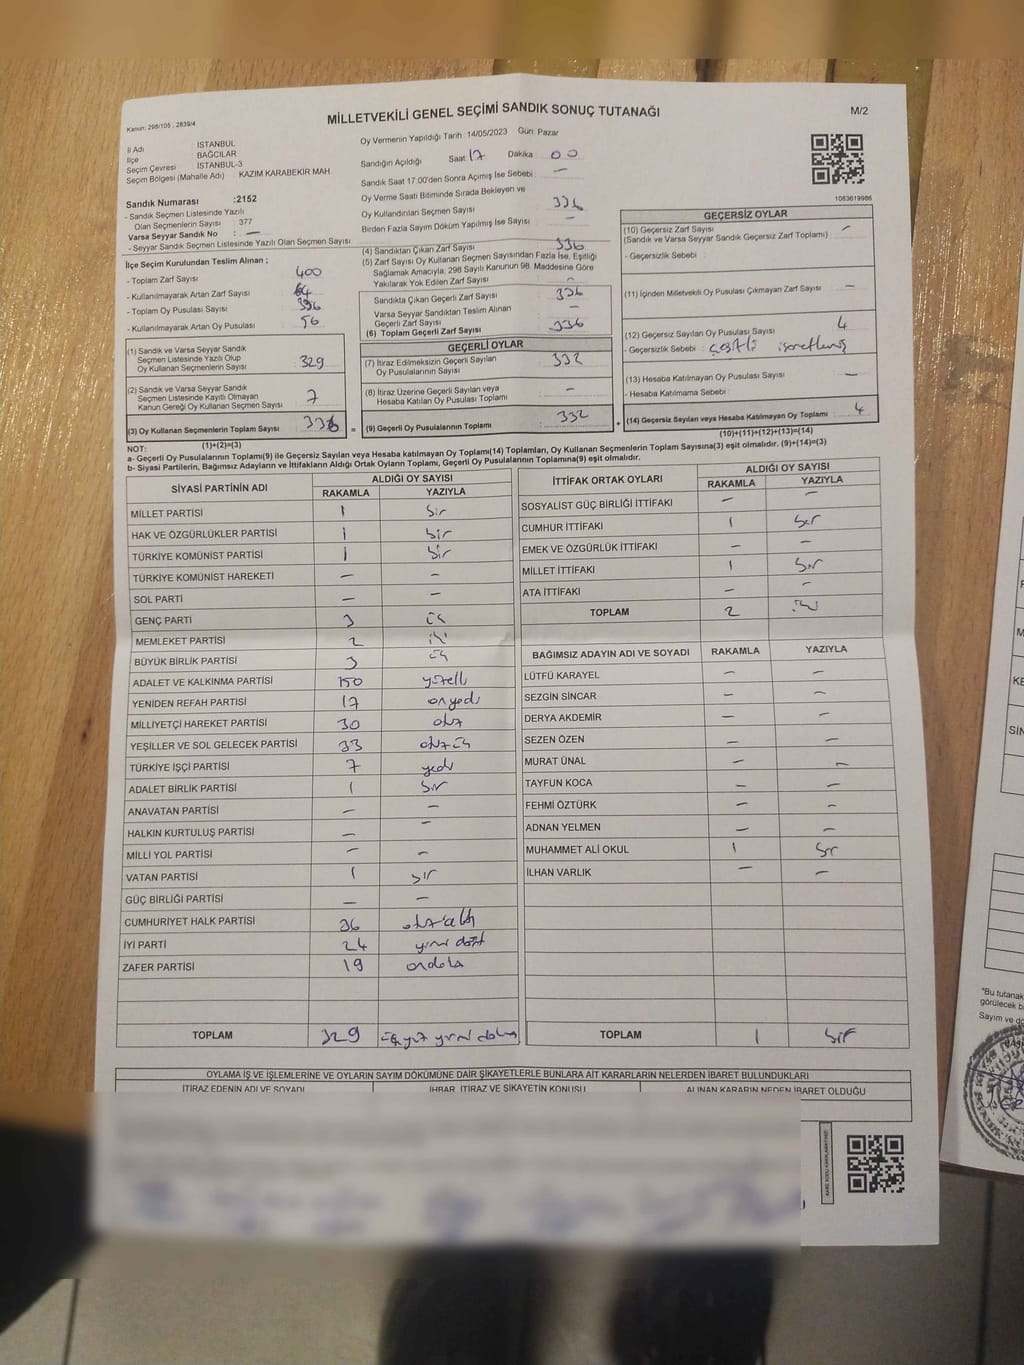 Kanun: 298/105, 2839/4
MİLLETVEKİLİ GENEL SEÇİMİ SANDIK SONUÇ TUTANAĞI
M/2
İl Adı İSTANBUL
İlçe BAĞCILAR
Seçim Çevresi İSTANBUL-3
Seçim Bölgesi (Mahalle Adı) : KAZIM KARABEKİR MAH.
Sandık Numarası :2152
- Sandık Seçmen Listesinde Yazılı
Olan Seçmenlerin Sayısı : 377
Varsa Seyyar Sandık No : —
- Seyyar Sandık Seçmen Listesinde Yazılı Olan Seçmen Sayısı:
İlçe Seçim Kurulundan Teslim Alınan ;
- Toplam Zarf Sayısı 400
- Kullanılmayarak Artan Zarf Sayısı 64
- Toplam Oy Pusulası Sayısı
- Kullanılmayarak Artan Oy Pusulası 56
(1) Sandık ve Varsa Seyyar Sandık
Seçmen Listesinde Yazılı Olup
Oy Kullanan Seçmenlerin Sayısı 329
(2) Sandık ve Varsa Seyyar Sandık
Seçmen Listesinde Kayıtlı Olmayan
Kanun Gereği Oy Kullanan Seçmen Sayısı 7
(3) Oy Kullanan Seçmenlerin Toplam Sayısı 336
(1)+(2)=(3)
Oy Vermenin Yapıldığı Tarih : 14/05/2023 Gün: Pazar
Sandığın Açıldığı Saat 17 Dakika 00
Sandık Saat 17:00'den Sonra Açılmış İse Sebebi : —
Oy Verme Saati Bitiminde Sırada Bekleyen ve
Oy Kullandırılan Seçmen Sayısı 336
Birden Fazla Sayım Döküm Yapılmış İse Sayısı —
(4) Sandıktan Çıkan Zarf Sayısı 336
(5) Zarf Sayısı Oy Kullanan Seçmen Sayısından Fazla İse, Eşitliği
Sağlamak Amacıyla, 298 Sayılı Kanunun 98. Maddesine Göre
Yakılarak Yok Edilen Zarf Sayısı —
Sandıkta Çıkan Geçerli Zarf Sayısı 336
Varsa Seyyar Sandıktan Teslim Alınan
Geçerli Zarf Sayısı
(6) Toplam Geçerli Zarf Sayısı 336
GEÇERLİ OYLAR
(7) İtiraz Edilmeksizin Geçerli Sayılan
Oy Pusulalarının Sayısı 332
(8) İtiraz Üzerine Geçerli Sayılan veya
Hesaba Katılan Oy Pusulası Toplamı —
= (9) Geçerli Oy Pusulalarının Toplamı 332
1083619986
GEÇERSİZ OYLAR
(10) Geçersiz Zarf Sayısı —
(Sandık ve Varsa Seyyar Sandık Geçersiz Zarf Toplamı)
- Geçersizlik Sebebi :
(11) İçinden Milletvekili Oy Pusulası Çıkmayan Zarf Sayısı —
(12) Geçersiz Sayılan Oy Pusulası Sayısı 4
- Geçersizlik Sebebi : çeşitli işaretlemiş
(13) Hesaba Katılmayan Oy Pusulası Sayısı —
- Hesaba Katılmama Sebebi :
+ (14) Geçersiz Sayılan veya Hesaba Katılmayan Oy Toplamı 4
(10)+(11)+(12)+(13)=(14)
NOT:
a- Geçerli Oy Pusulalarının Toplamı(9) ile Geçersiz Sayılan ve Hesaba Katılmayan Oy Toplamı(14) Toplamları, Oy Kullanan Seçmenlerin Toplam Sayısına(3) eşit olmalıdır. (9)+(14)=(3)
b- Siyasi Partilerin, Bağımsız Adayların ve İttifakların Aldığı Ortak Oyların Toplamı, Geçerli Oy Pusulalarının Toplamına(9) eşit olmalıdır.
SİYASİ PARTİNİN ADI ALDIĞI OY SAYISI
RAKAMLA YAZIYLA
MİLLET PARTİSİ 1 bir
HAK VE ÖZGÜRLÜKLER PARTİSİ 1 bir
TÜRKİYE KOMÜNİST PARTİSİ 1 bir
TÜRKİYE KOMÜNİST HAREKETİ — —
SOL PARTİ — —
GENÇ PARTİ 3 üç
MEMLEKET PARTİSİ 2 iki
BÜYÜK BİRLİK PARTİSİ 3 üç
ADALET VE KALKINMA PARTİSİ 150 yüzelli
YENİDEN REFAH PARTİSİ 17 onyedi
MİLLİYETÇİ HAREKET PARTİSİ 30 otuz
YEŞİLLER VE SOL GELECEK PARTİSİ 33 otuzüç
TÜRKİYE İŞÇİ PARTİSİ 7 yedi
ADALET BİRLİK PARTİSİ 1 bir
ANAVATAN PARTİSİ — —
HALKIN KURTULUŞ PARTİSİ — —
MİLLİ YOL PARTİSİ — —
VATAN PARTİSİ 1 bir
GÜÇ BİRLİĞİ PARTİSİ — —
CUMHURİYET HALK PARTİSİ 36 otuz altı
İYİ PARTİ 24 yirmi dört
ZAFER PARTİSİ 19 ondokuz
TOPLAM 329 üçyüz yirmi dokuz
İTTİFAK ORTAK OYLARI ALDIĞI OY SAYISI
RAKAMLA YAZIYLA
SOSYALİST GÜÇ BİRLİĞİ İTTİFAKI — —
CUMHUR İTTİFAKI 1 bir
EMEK VE ÖZGÜRLÜK İTTİFAKI — —
MİLLET İTTİFAKI 1 bir
ATA İTTİFAKI — —
TOPLAM 2 iki
BAĞIMSIZ ADAYIN ADI VE SOYADI RAKAMLA YAZIYLA
LÜTFÜ KARAYEL — —
SEZGİN SİNCAR — —
DERYA AKDEMİR — —
SEZEN ÖZEN — —
MURAT ÜNAL — —
TAYFUN KOCA — —
FEHMİ ÖZTÜRK — —
ADNAN YELMEN — —
MUHAMMET ALİ OKUL 1 bir
İLHAN VARLIK — —
TOPLAM 1 bir
OYLAMA İŞ VE İŞLEMLERİNE VE OYLARIN SAYIM DÖKÜMÜNE DAİR ŞİKAYETLERLE BUNLARA AİT KARARLARIN NELERDEN İBARET BULUNDUKLARI
İTİRAZ EDENİN ADI VE SOYADI İHBAR, İTİRAZ VE ŞİKAYETİN KONUSU ALINAN KARARIN NEDEN İBARET OLDUĞU
"Bu tutanak
görülecek b
Sayım ve dö